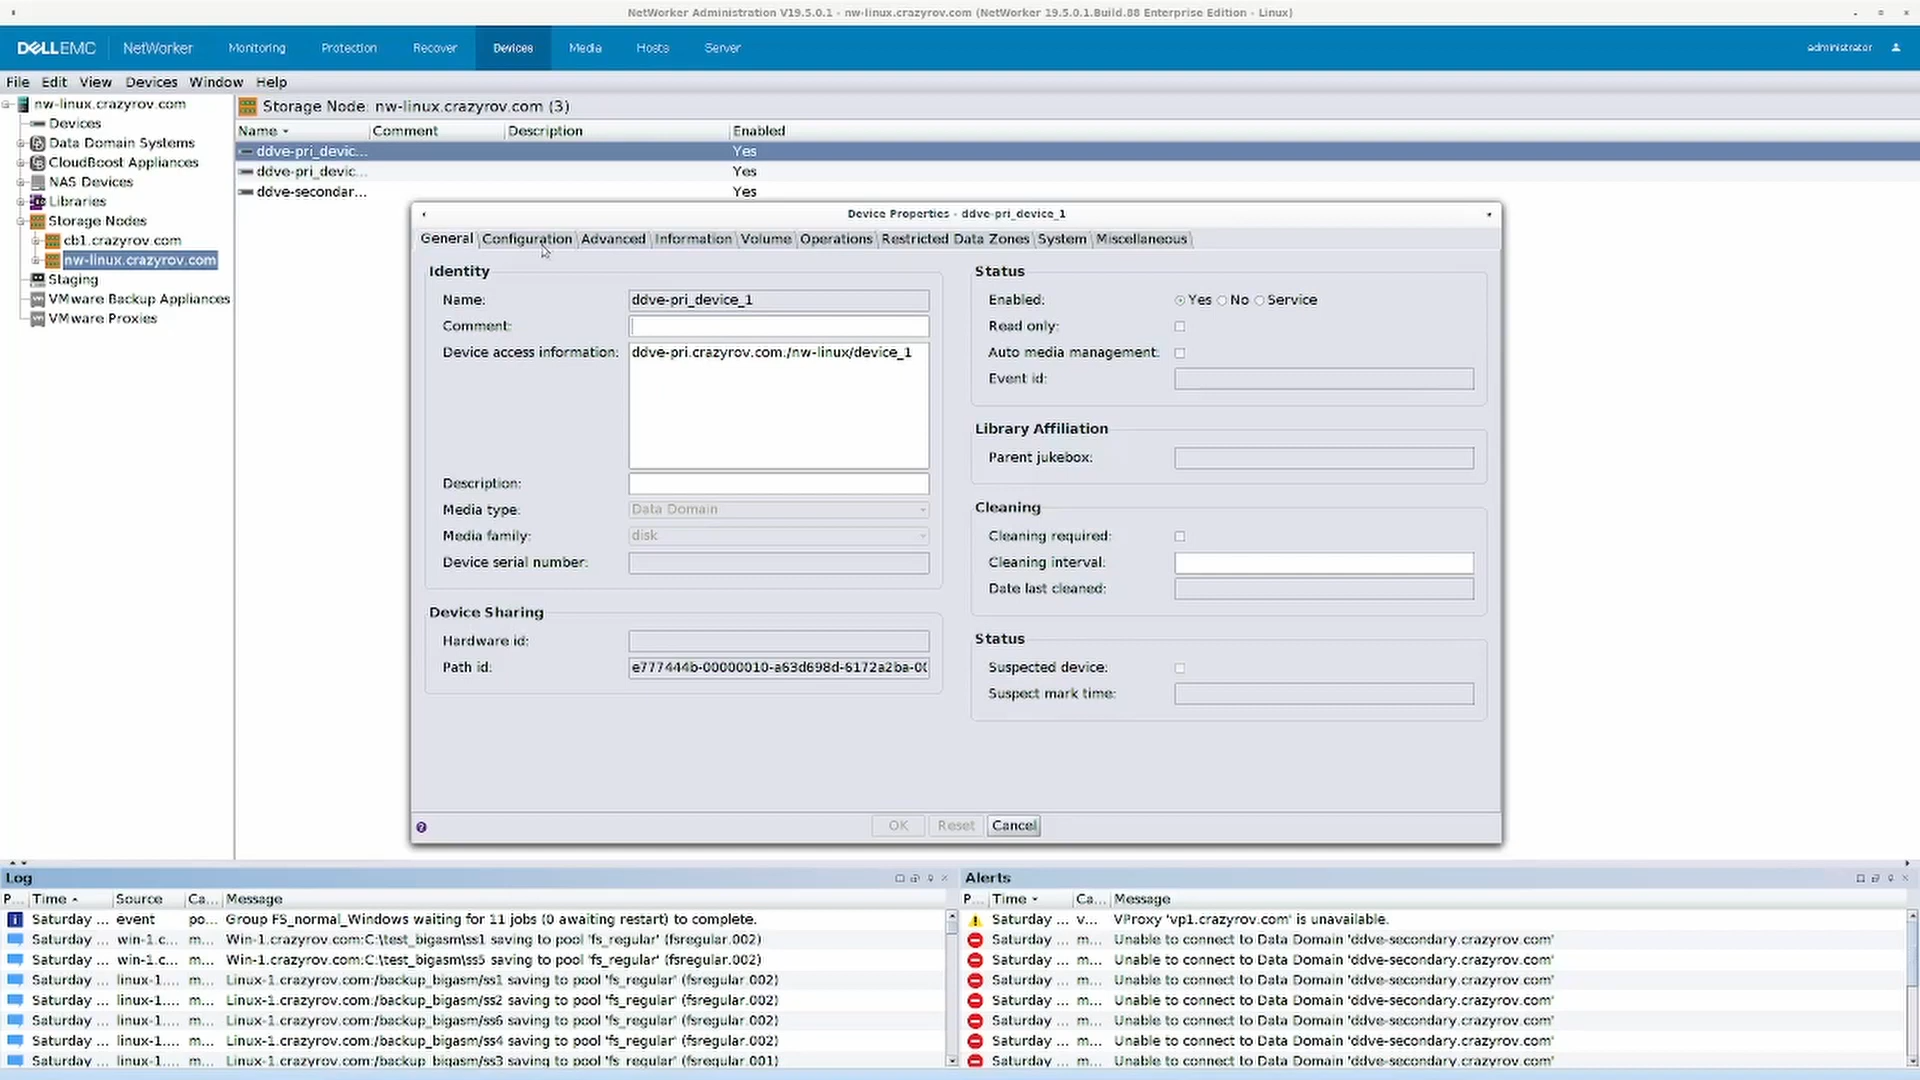 NetWorker Administration V19.5.0.1 - nw-linux.crazyrov.com (NetWorker 19.5.0.1.Build.88 Enterprise Edition - Linux)
DELLEMC NetWorker Monitoring Protection Recover Devices Media Hosts Server administrator
File Edit View Devices Window Help
nw-linux.crazyrov.com
Devices
Data Domain Systems
CloudBoost Appliances
NAS Devices
Libraries
Storage Nodes
cb1.crazyrov.com
nw-linux.crazyrov.com
Staging
VMware Backup Appliances
VMware Proxies
Storage Node: nw-linux.crazyrov.com (3)
Name Comment Description Enabled
ddve-pri_devic... Yes
ddve-pri_devic... Yes
ddve-secondar... Yes
Device Properties - ddve-pri_device_1
General Configuration Advanced Information Volume Operations Restricted Data Zones System Miscellaneous
Identity
Name: ddve-pri_device_1
Comment:
Device access information: ddve-pri.crazyrov.com:/nw-linux/device_1
Description:
Media type: Data Domain
Media family: disk
Device serial number:
Device Sharing
Hardware id:
Path id: e777444b-00000010-a63d698d-6172a2ba-0(
Status
Enabled: Yes No Service
Read only:
Auto media management:
Event id:
Library Affiliation
Parent jukebox:
Cleaning
Cleaning required:
Cleaning interval:
Date last cleaned:
Status
Suspected device:
Suspect mark time:
OK Reset Cancel
Log
P... Time Source Ca... Message
Saturday ... event po... Group FS_normal_Windows waiting for 11 jobs (0 awaiting restart) to complete.
Saturday ... win-1.c... m... Win-1.crazyrov.com:C:\test_bigasm\ss1 saving to pool 'fs_regular' (fsregular.002)
Saturday ... win-1.c... m... Win-1.crazyrov.com:C:\test_bigasm\ss5 saving to pool 'fs_regular' (fsregular.002)
Saturday ... linux-1.... m... Linux-1.crazyrov.com:/backup_bigasm/ss1 saving to pool 'fs_regular' (fsregular.002)
Saturday ... linux-1.... m... Linux-1.crazyrov.com:/backup_bigasm/ss2 saving to pool 'fs_regular' (fsregular.002)
Saturday ... linux-1.... m... Linux-1.crazyrov.com:/backup_bigasm/ss6 saving to pool 'fs_regular' (fsregular.002)
Saturday ... linux-1.... m... Linux-1.crazyrov.com:/backup_bigasm/ss4 saving to pool 'fs_regular' (fsregular.002)
Saturday ... linux-1.... m... Linux-1.crazyrov.com:/backup_bigasm/ss3 saving to pool 'fs_regular' (fsregular.001)
Alerts
P... Time Ca... Message
Saturday ... v... VProxy 'vp1.crazyrov.com' is unavailable.
Saturday ... m... Unable to connect to Data Domain 'ddve-secondary.crazyrov.com'
Saturday ... m... Unable to connect to Data Domain 'ddve-secondary.crazyrov.com'
Saturday ... m... Unable to connect to Data Domain 'ddve-secondary.crazyrov.com'
Saturday ... m... Unable to connect to Data Domain 'ddve-secondary.crazyrov.com'
Saturday ... m... Unable to connect to Data Domain 'ddve-secondary.crazyrov.com'
Saturday ... m... Unable to connect to Data Domain 'ddve-secondary.crazyrov.com'
Saturday ... m... Unable to connect to Data Domain 'ddve-secondary.crazyrov.com'